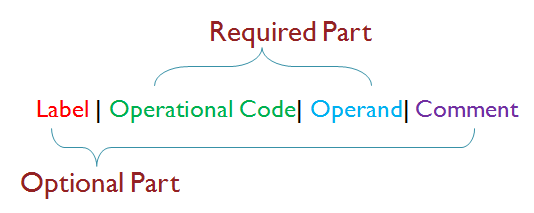 Required Part
Label | Operational Code| Operand| Comment
Optional Part